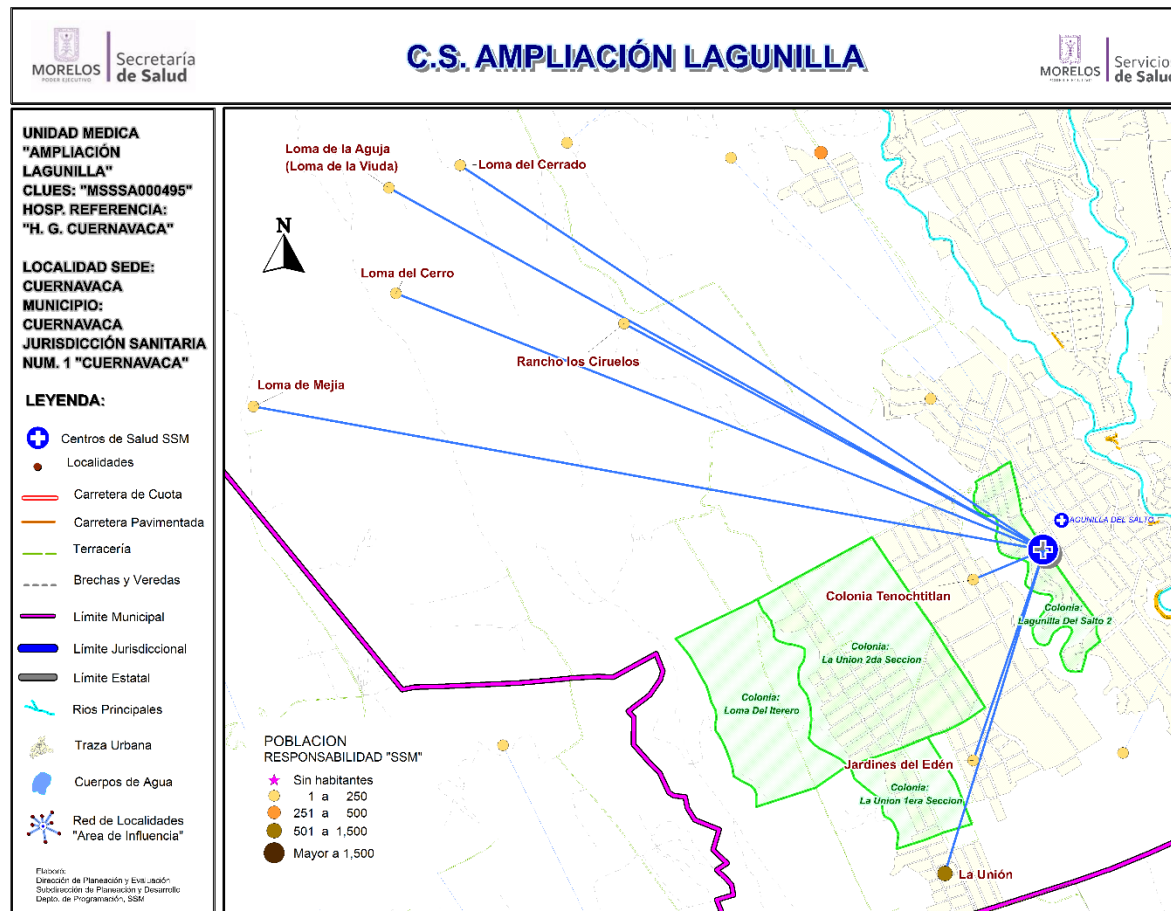 MORELOS
PODER EJECUTIVO
Secretaría
de Salud
C.S. AMPLIACIÓN LAGUNILLA
MORELOS
Servicios
de Salud
UNIDAD MEDICA
"AMPLIACIÓN
LAGUNILLA"
CLUES: "MSSSA000495"
HOSP. REFERENCIA:
"H. G. CUERNAVACA"
LOCALIDAD SEDE:
CUERNAVACA
MUNICIPIO:
CUERNAVACA
JURISDICCIÓN SANITARIA
NUM. 1 "CUERNAVACA"
LEYENDA:
Centros de Salud SSM
Localidades
Carretera de Cuota
Carretera Pavimentada
Terracería
Brechas y Veredas
Límite Municipal
Límite Jurisdiccional
Límite Estatal
Rios Principales
Traza Urbana
Cuerpos de Agua
Red de Localidades
"Area de Influencia"
Elaboró:
Dirección de Planeación y Evaluación
Subdirección de Planeación y Desarrollo
Depto. de Programación, SSM
Loma de la Aguja
(Loma de la Viuda)
Loma del Cerrado
N
Loma del Cerro
Rancho los Ciruelos
Loma de Mejía
AGUNILLA DEL SALTO
Colonia Tenochtitlan
Colonia:
Lagunilla Del Salto 2
Colonia:
La Union 2da Seccion
Colonia:
Loma Del Iterero
Jardines del Edén
Colonia:
La Union 1era Seccion
La Unión
POBLACION
RESPONSABILIDAD "SSM"
Sin habitantes
1 a 250
251 a 500
501 a 1,500
Mayor a 1,500